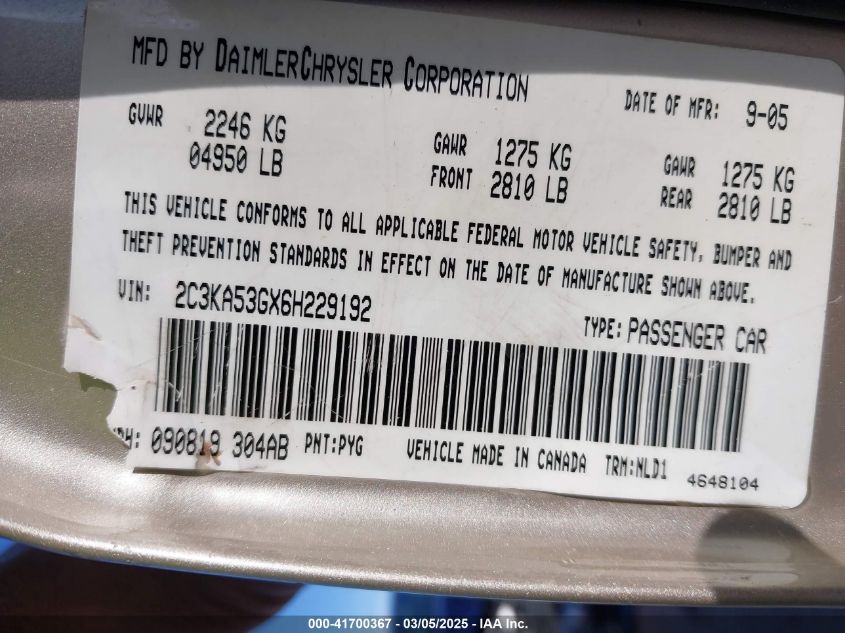 MFD BY DAIMLERCHRYSLER CORPORATION
DATE OF MFR: 9-05
GVWR 2246 KG
04950 LB
GAWR FRONT 1275 KG
2810 LB
GAWR REAR 1275 KG
2810 LB
THIS VEHICLE CONFORMS TO ALL APPLICABLE FEDERAL MOTOR VEHICLE SAFETY, BUMPER AND
THEFT PREVENTION STANDARDS IN EFFECT ON THE DATE OF MANUFACTURE SHOWN ABOVE.
VIN: 2C3KA53GX6H229192
TYPE: PASSENGER CAR
090819 304AB PNT:PYG VEHICLE MADE IN CANADA TRM:NLD1
4648104
000-41700367 - 03/05/2025 - IAA Inc.